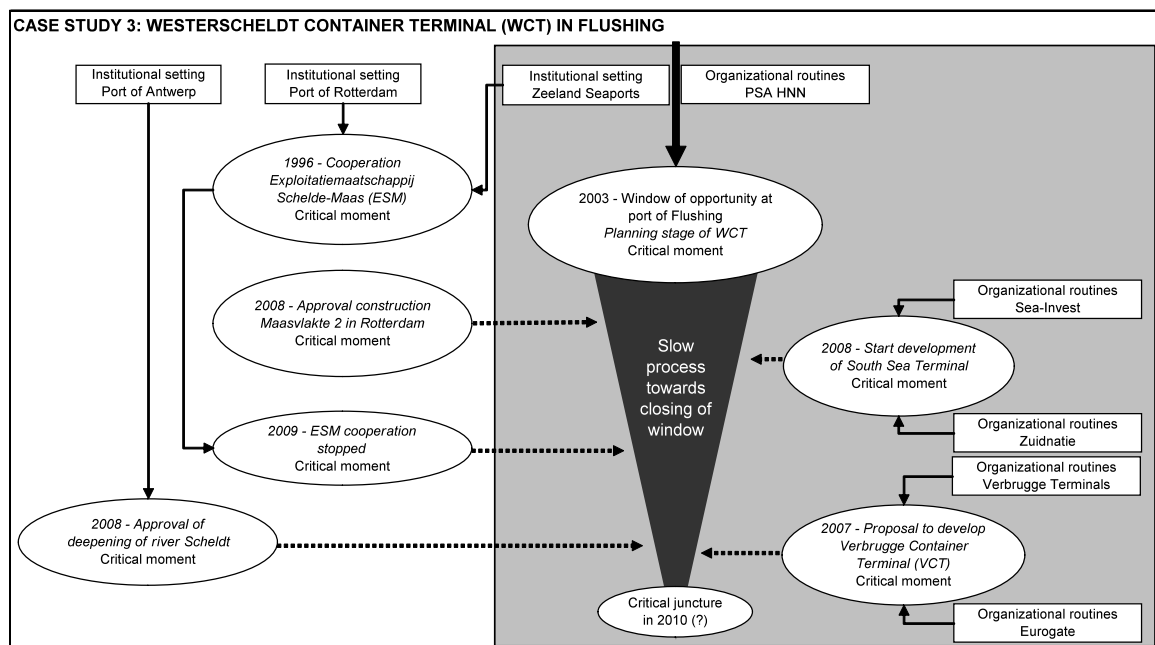 CASE STUDY 3: WESTERSCHELDT CONTAINER TERMINAL (WCT) IN FLUSHING
Institutional setting
Port of Antwerp
Institutional setting
Port of Rotterdam
Institutional setting
Zeeland Seaports
Organizational routines
PSA HNN
1996 - Cooperation
Exploitatiemaatschappij
Schelde-Maas (ESM)
Critical moment
2003 - Window of opportunity at
port of Flushing
Planning stage of WCT
Critical moment
2008 - Approval construction
Maasvlakte 2 in Rotterdam
Critical moment
Slow
process
towards
closing of
window
Organizational routines
Sea-Invest
2008 - Start development
of South Sea Terminal
Critical moment
Organizational routines
Zuidnatie
2009 - ESM cooperation
stopped
Critical moment
Organizational routines
Verbrugge Terminals
2008 - Approval of
deepening of river Scheldt
Critical moment
2007 - Proposal to develop
Verbrugge Container
Terminal (VCT)
Critical moment
Critical juncture
in 2010 (?)
Organizational routines
Eurogate